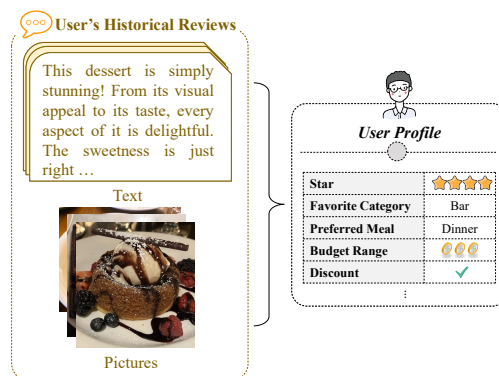 User's Historical Reviews
This dessert is simply
stunning! From its visual
appeal to its taste, every
aspect of it is delightful.
The sweetness is just
right …
Text
Pictures
User Profile
Star
Favorite Category Bar
Preferred Meal Dinner
Budget Range
Discount
⋮